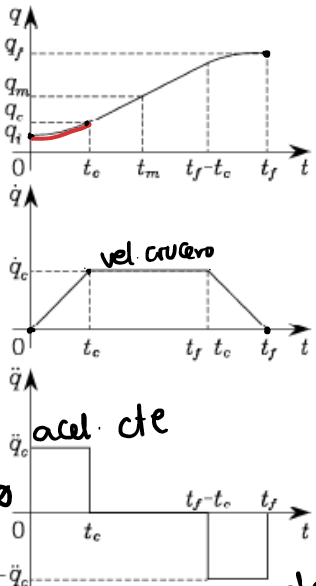 q
q_f
q_m
q_c
q_i
0 t_c t_m t_f-t_c t_f t
q̇
vel. crucero
q̇_c
0 t_c t_f t_c t_f t
q̈
acel. cte
q̈_c
t_f-t_c t_f
0 t_c t
-q̈_c